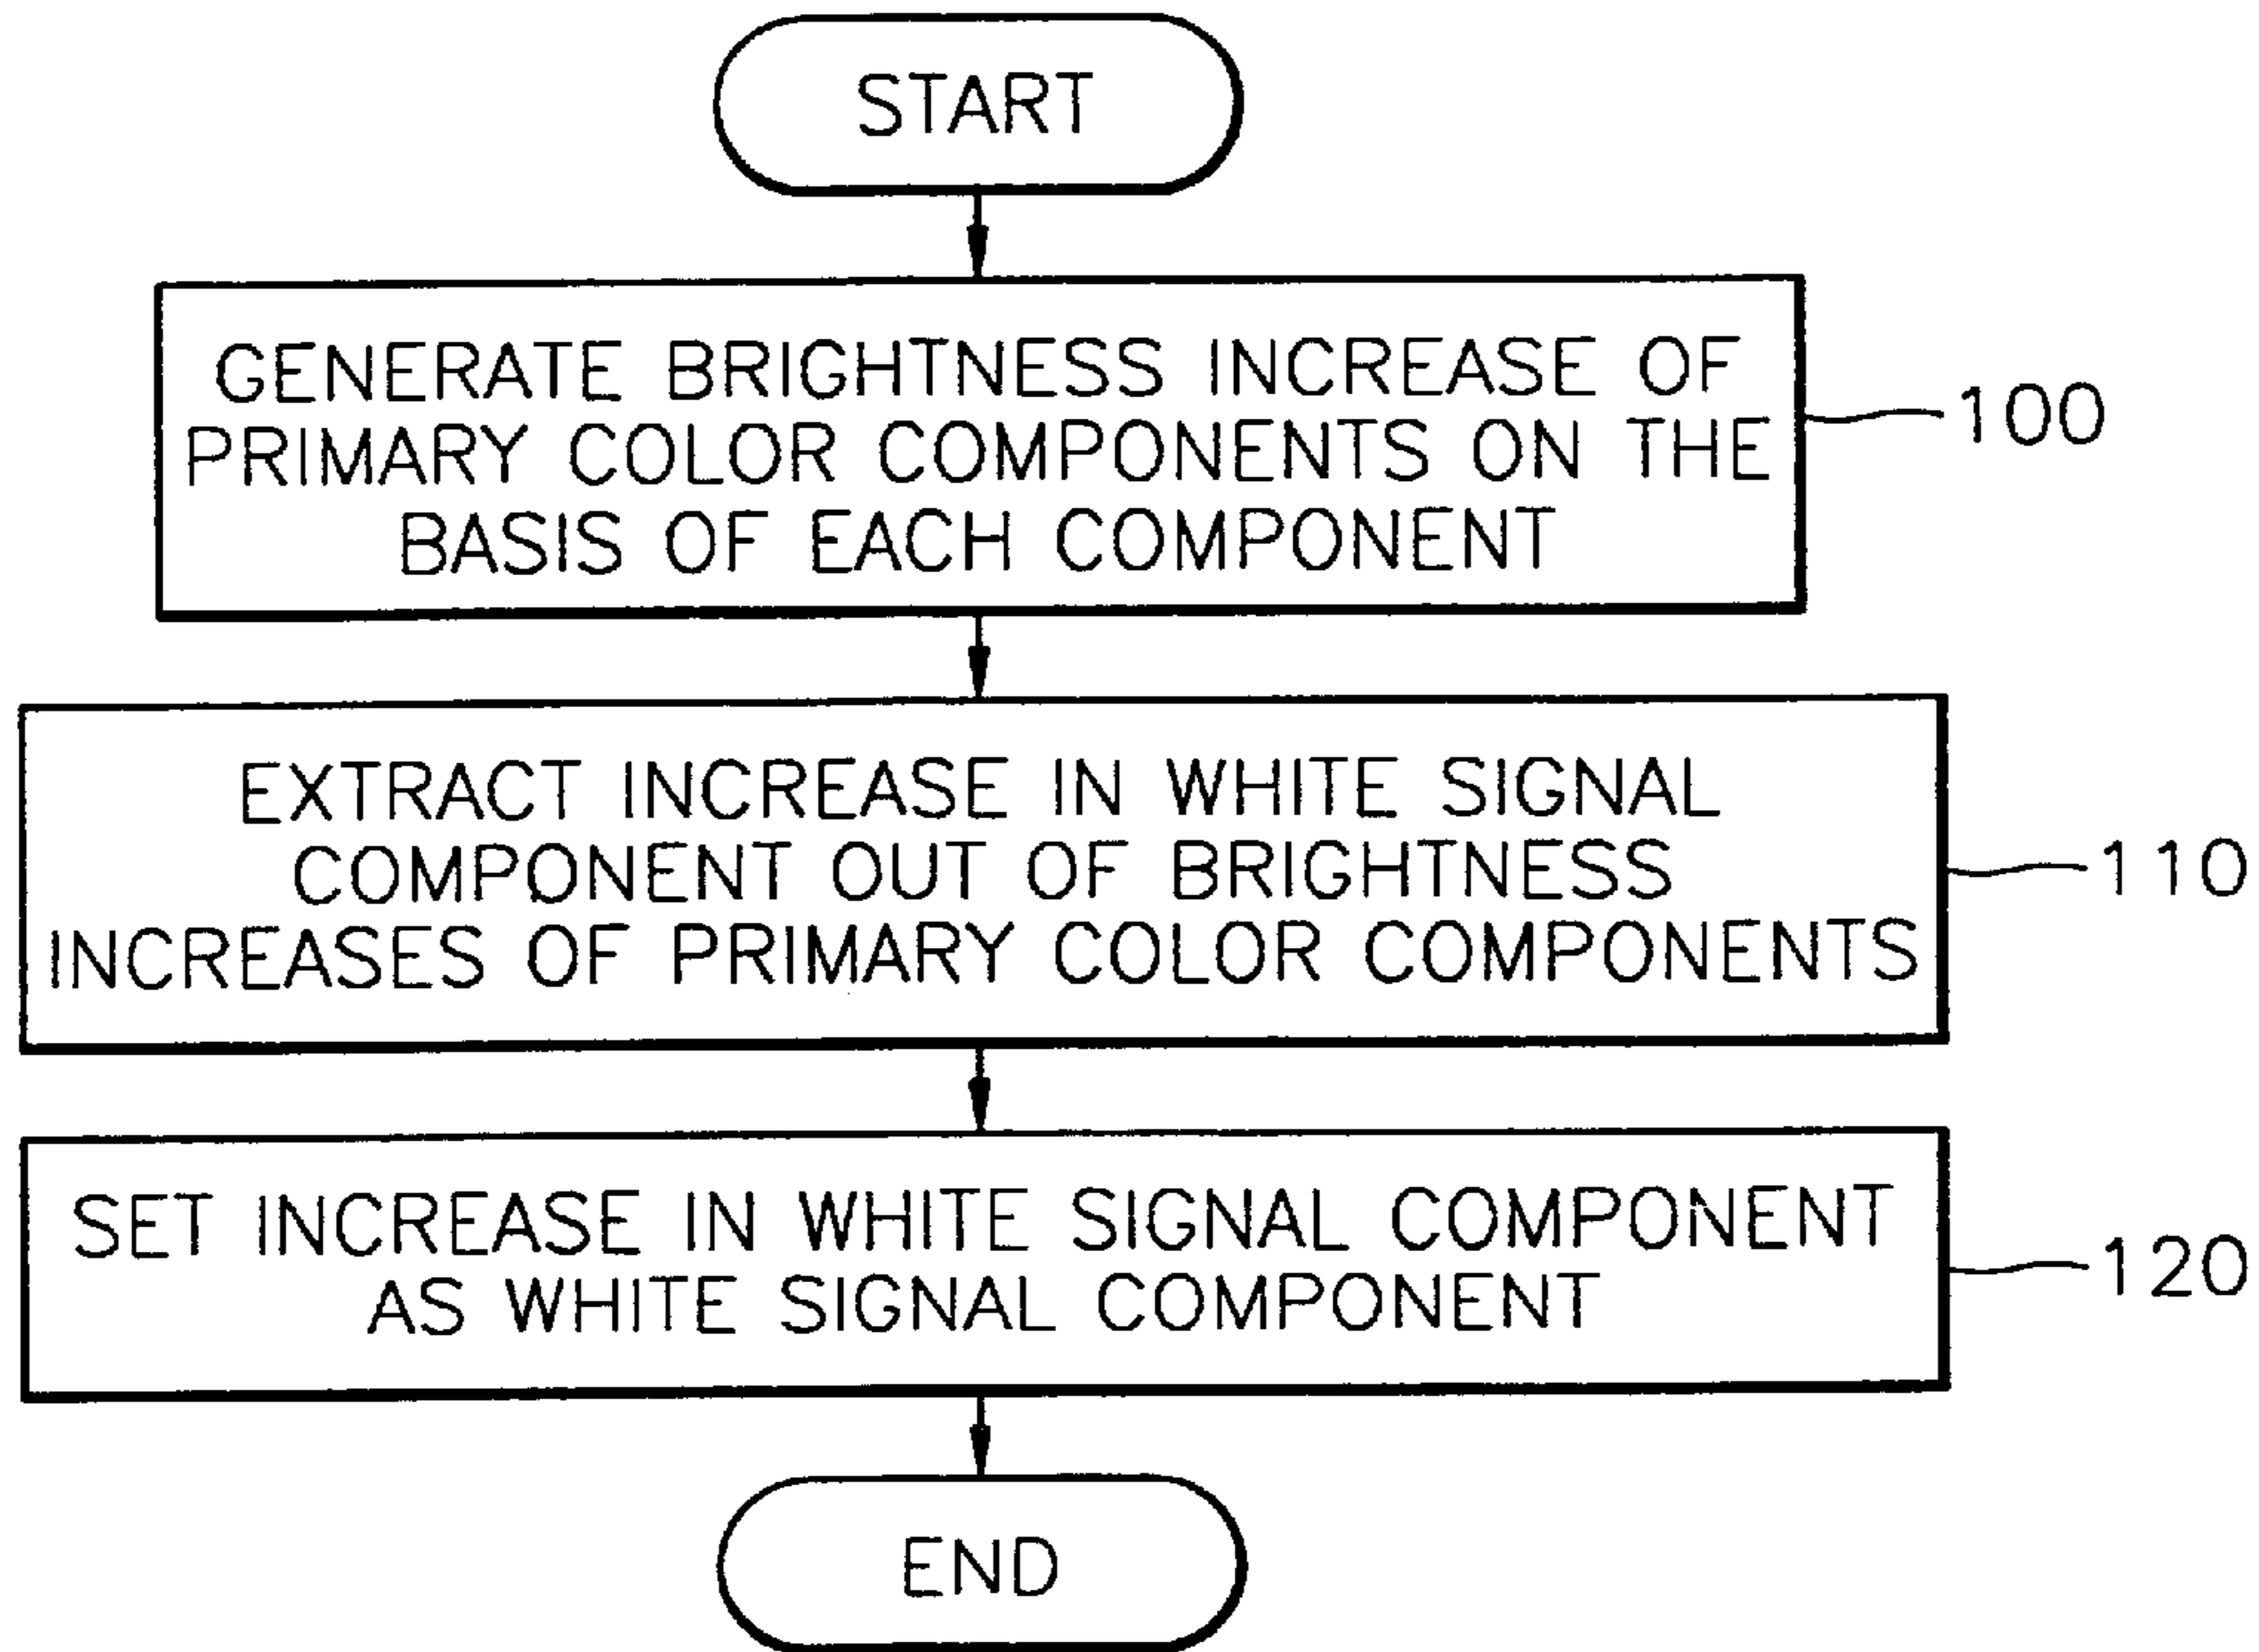 START
GENERATE BRIGHTNESS INCREASE OF
PRIMARY COLOR COMPONENTS ON THE
BASIS OF EACH COMPONENT
100
EXTRACT INCREASE IN WHITE SIGNAL
COMPONENT OUT OF BRIGHTNESS
INCREASES OF PRIMARY COLOR COMPONENTS
110
SET INCREASE IN WHITE SIGNAL COMPONENT
AS WHITE SIGNAL COMPONENT
120
END